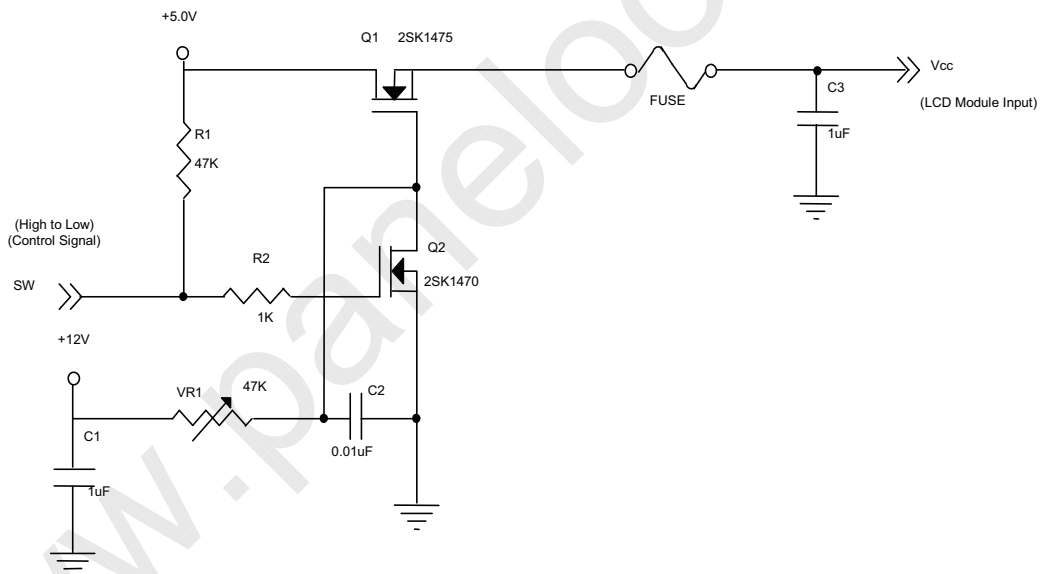 +5.0V
Q1 2SK1475
FUSE
Vcc
C3
(LCD Module Input)
1uF
R1
47K
(High to Low)
(Control Signal)
SW
R2
1K
Q2
2SK1470
+12V
VR1
47K
C2
0.01uF
C1
1uF
w.paneloo